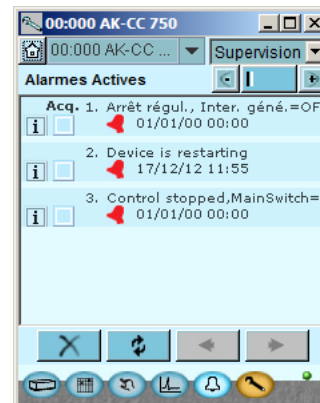 00:000 AK-CC 750
00:000 AK-CC ... Supervision
Alarmes Actives
Acq. 1. Arrêt régul., Inter. géné.=OF
i 01/01/00 00:00
2. Device is restarting
i 17/12/12 11:55
3. Control stopped,MainSwitch=
i 01/01/00 00:00